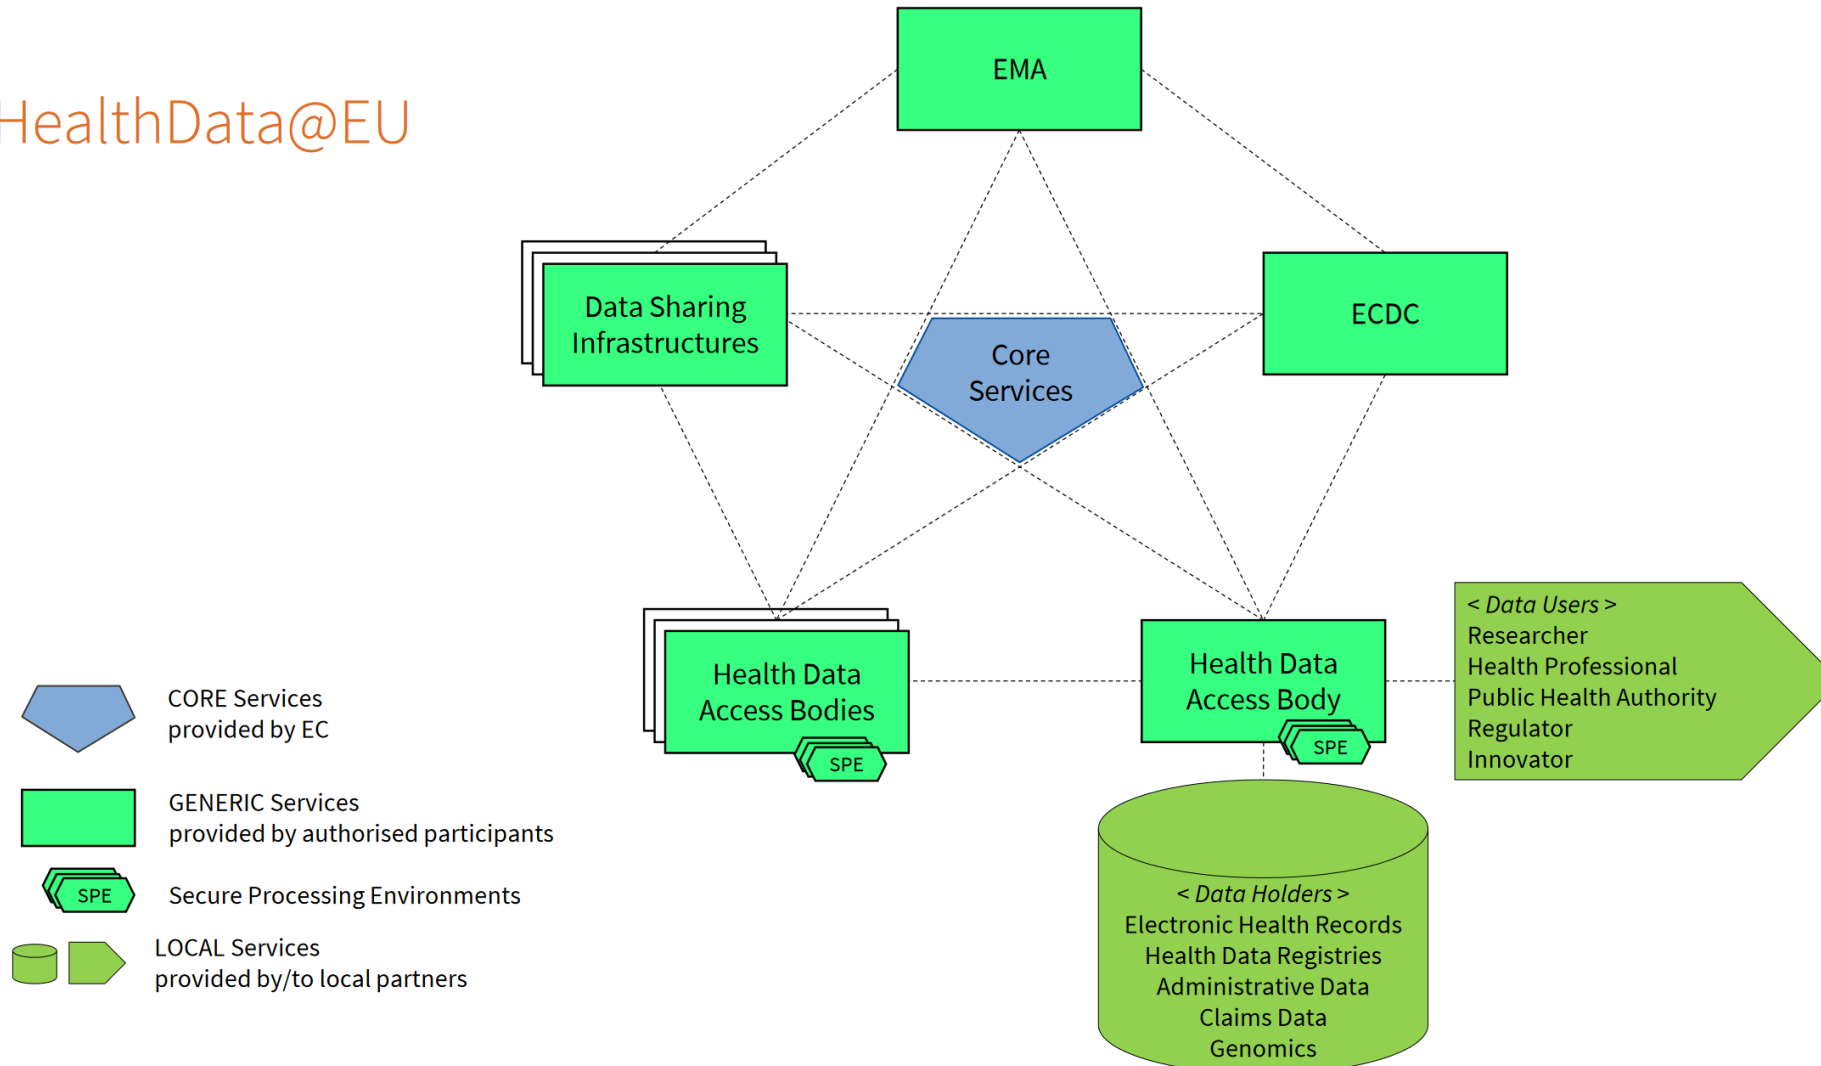 HealthData@EU
EMA
Data Sharing
Infrastructures
ECDC
Core
Services
Health Data
Access Bodies
SPE
Health Data
Access Body
SPE
< Data Users >
Researcher
Health Professional
Public Health Authority
Regulator
Innovator
< Data Holders >
Electronic Health Records
Health Data Registries
Administrative Data
Claims Data
Genomics
CORE Services
provided by EC
GENERIC Services
provided by authorised participants
SPE
Secure Processing Environments
LOCAL Services
provided by/to local partners